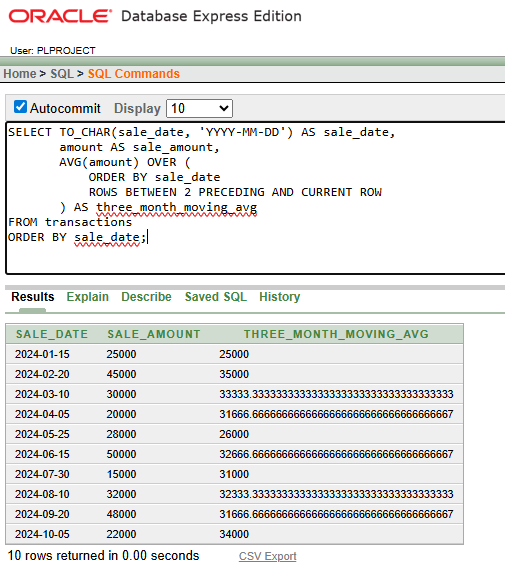 ORACLE® Database Express Edition
User: PLPROJECT
Home > SQL > SQL Commands
Autocommit Display 10
SELECT TO_CHAR(sale_date, 'YYYY-MM-DD') AS sale_date,
       amount AS sale_amount,
       AVG(amount) OVER (
           ORDER BY sale_date
           ROWS BETWEEN 2 PRECEDING AND CURRENT ROW
       ) AS three_month_moving_avg
FROM transactions
ORDER BY sale_date;
Results Explain Describe Saved SQL History
SALE_DATE SALE_AMOUNT THREE_MONTH_MOVING_AVG
2024-01-15 25000 25000
2024-02-20 45000 35000
2024-03-10 30000 33333.3333333333333333333333333333333333
2024-04-05 20000 31666.6666666666666666666666666666666667
2024-05-25 28000 26000
2024-06-15 50000 32666.6666666666666666666666666666666667
2024-07-30 15000 31000
2024-08-10 32000 32333.3333333333333333333333333333333333
2024-09-20 48000 31666.6666666666666666666666666666666667
2024-10-05 22000 34000
10 rows returned in 0.00 seconds CSV Export